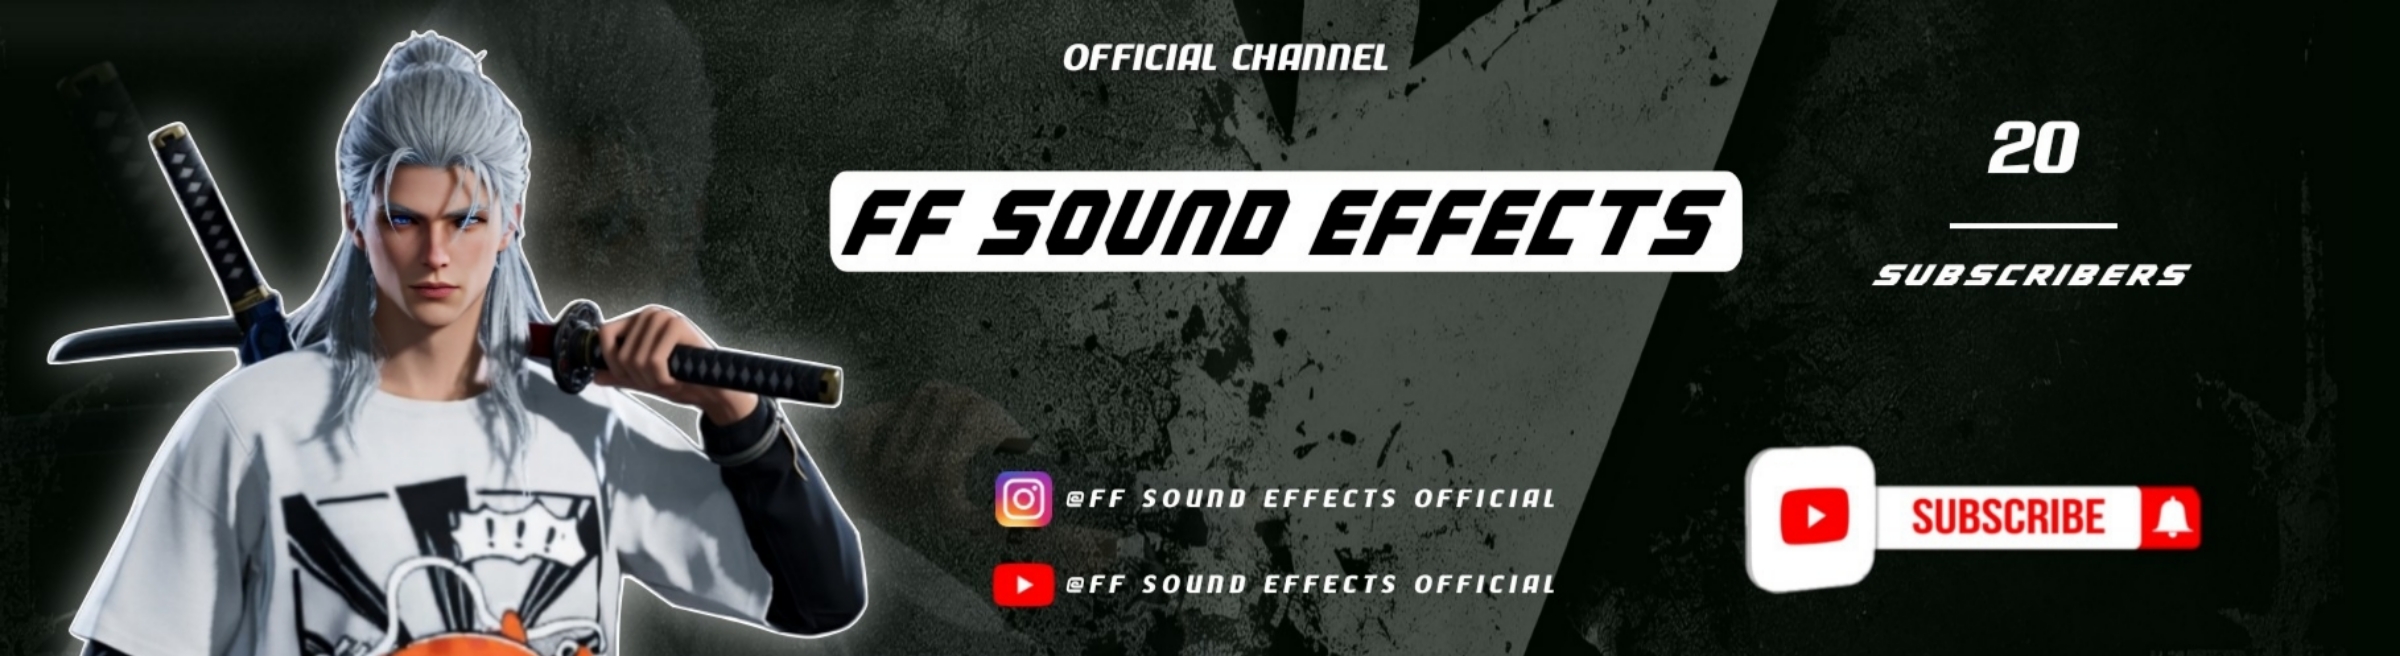 OFFICIAL CHANNEL
FF SOUND EFFECTS
20
SUBSCRIBERS
!!!
@FF SOUND EFFECTS OFFICIAL
@FF SOUND EFFECTS OFFICIAL
SUBSCRIBE